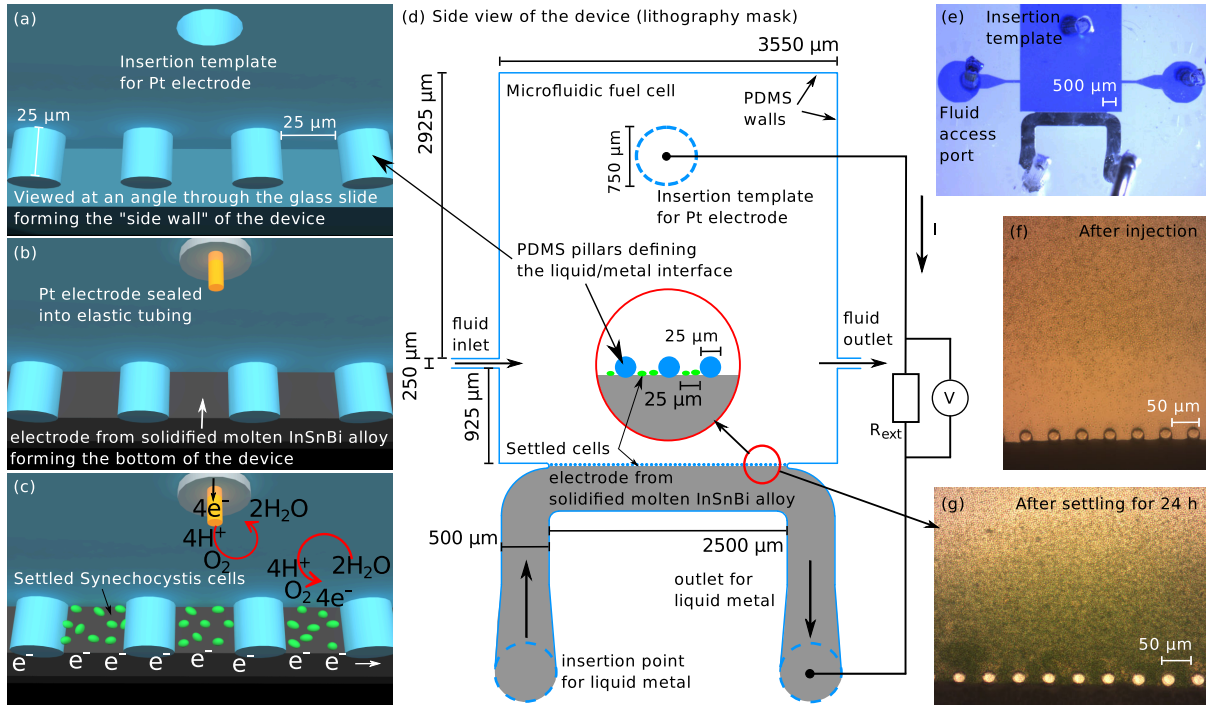 (a)
Insertion template
for Pt electrode
25 µm
25 µm
Viewed at an angle through the glass slide
forming the "side wall" of the device
(b)
Pt electrode sealed
into elastic tubing
electrode from solidified molten InSnBi alloy
forming the bottom of the device
(c)
4e⁻
2H₂O
4H⁺
O₂
4H⁺
2H₂O
O₂
4e⁻
Settled Synechocystis cells
e⁻ e⁻ e⁻ e⁻ e⁻ e⁻ e⁻
(d) Side view of the device (lithography mask)
3550 µm
Microfluidic fuel cell
PDMS
walls
2925 µm
750 µm
Insertion template
for Pt electrode
I
PDMS pillars defining
the liquid/metal interface
fluid
inlet
fluid
outlet
25 µm
25 µm
250 µm
925 µm
V
Rext
Settled cells
electrode from
solidified molten InSnBi alloy
500 µm
2500 µm
outlet for
liquid metal
insertion point
for liquid metal
(e)
Insertion
template
500 µm
Fluid
access
port
(f)
After injection
50 µm
(g)
After settling for 24 h
50 µm